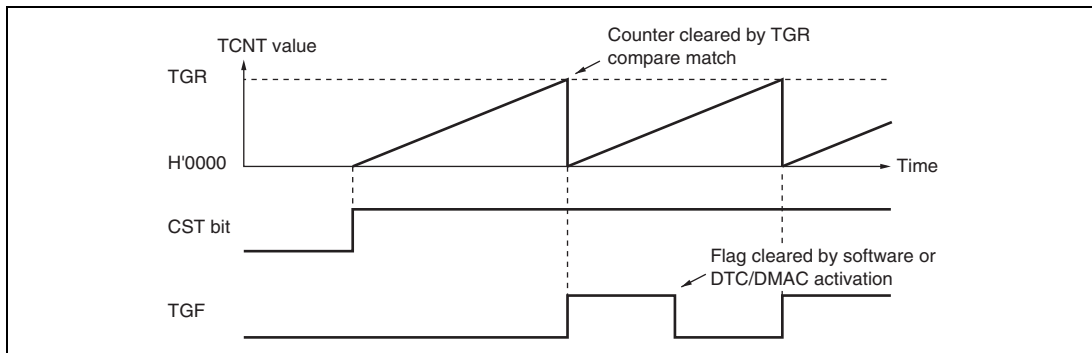 Counter cleared by TGR
compare match
TCNT value
TGR
H'0000
Time
CST bit
Flag cleared by software or
DTC/DMAC activation
TGF